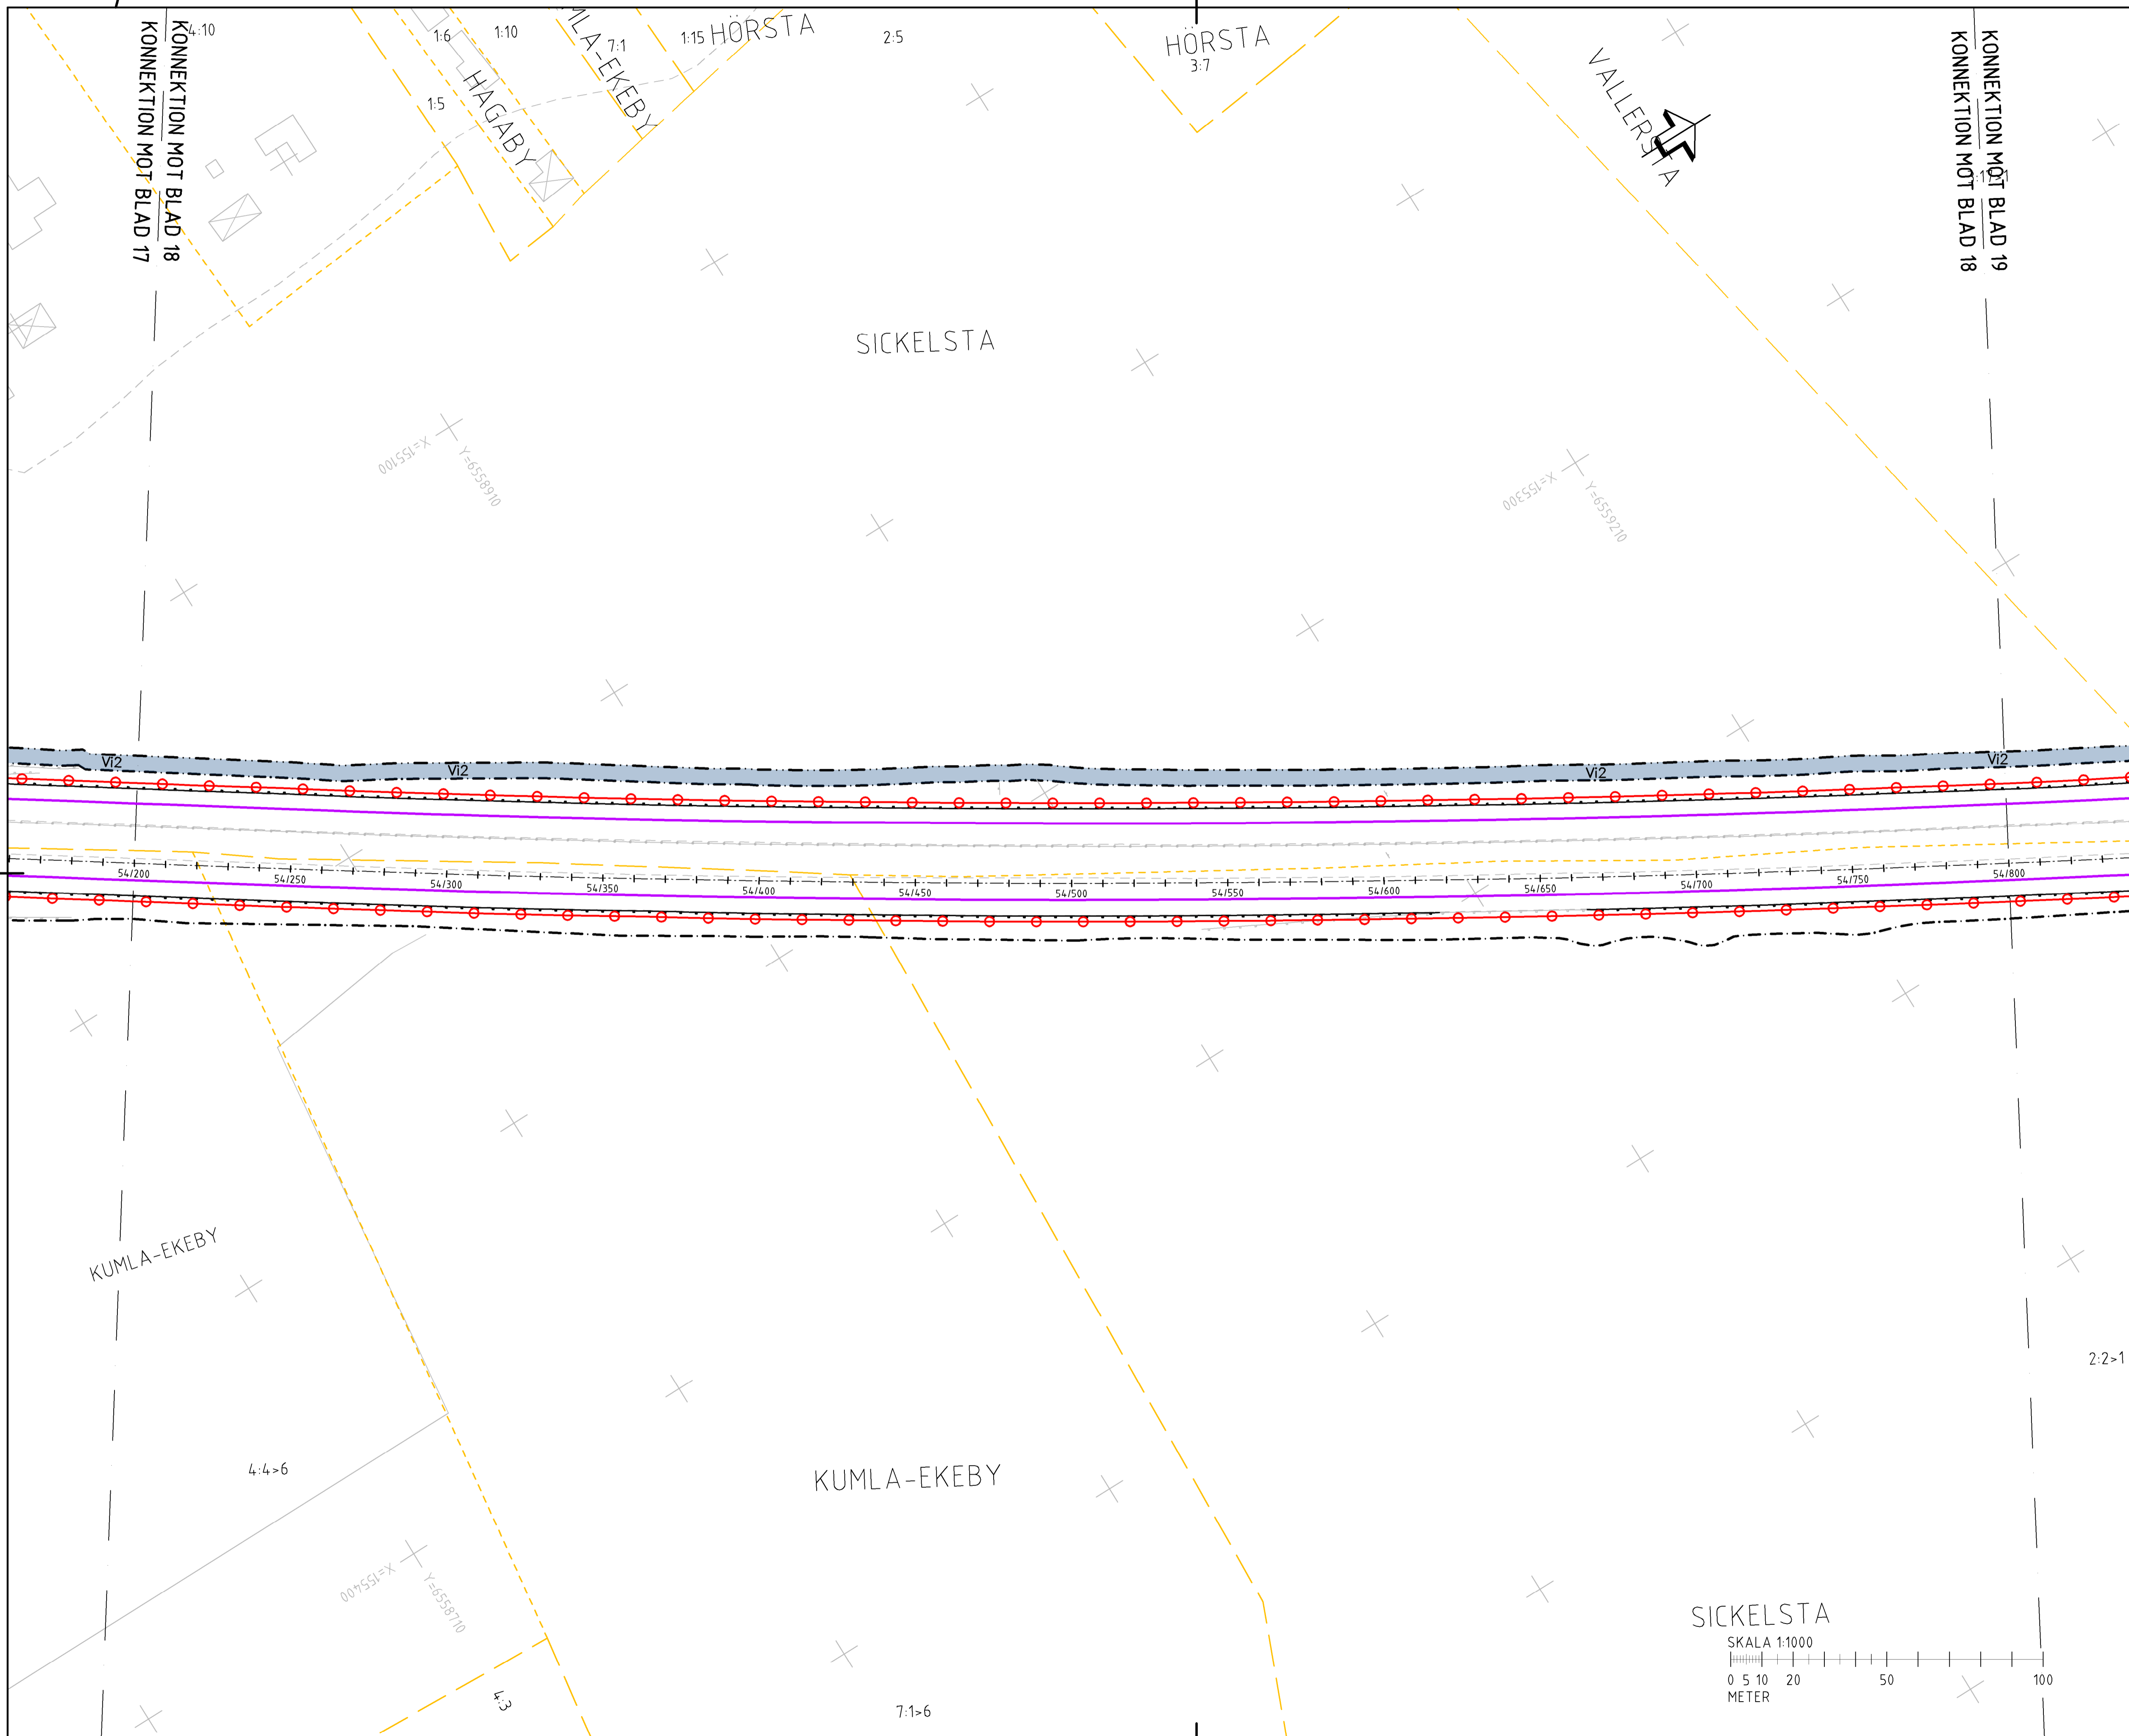 KONNEKTION MOT BLAD 18
KONNEKTION MOT BLAD 17
4:10
1:6
1:10
7:1
1:15
HÖRSTA
2:5
HÖRSTA
3:7
1:5
HAGABY
MLA-EKEBY
VALLERSTA
KONNEKTION MOT BLAD 19
KONNEKTION MOT BLAD 18
SICKELSTA
X=155100
Y=6558910
X=155300
Y=6559210
Vi2
Vi2
Vi2
Vi2
54/200
54/250
54/300
54/350
54/400
54/450
54/500
54/550
54/600
54/650
54/700
54/750
54/800
KUMLA-EKEBY
2:2>1
4:4>6
KUMLA-EKEBY
X=155400
Y=6558710
4:3
7:1>6
SICKELSTA
SKALA 1:1000
0 5 10 20 50 100
METER